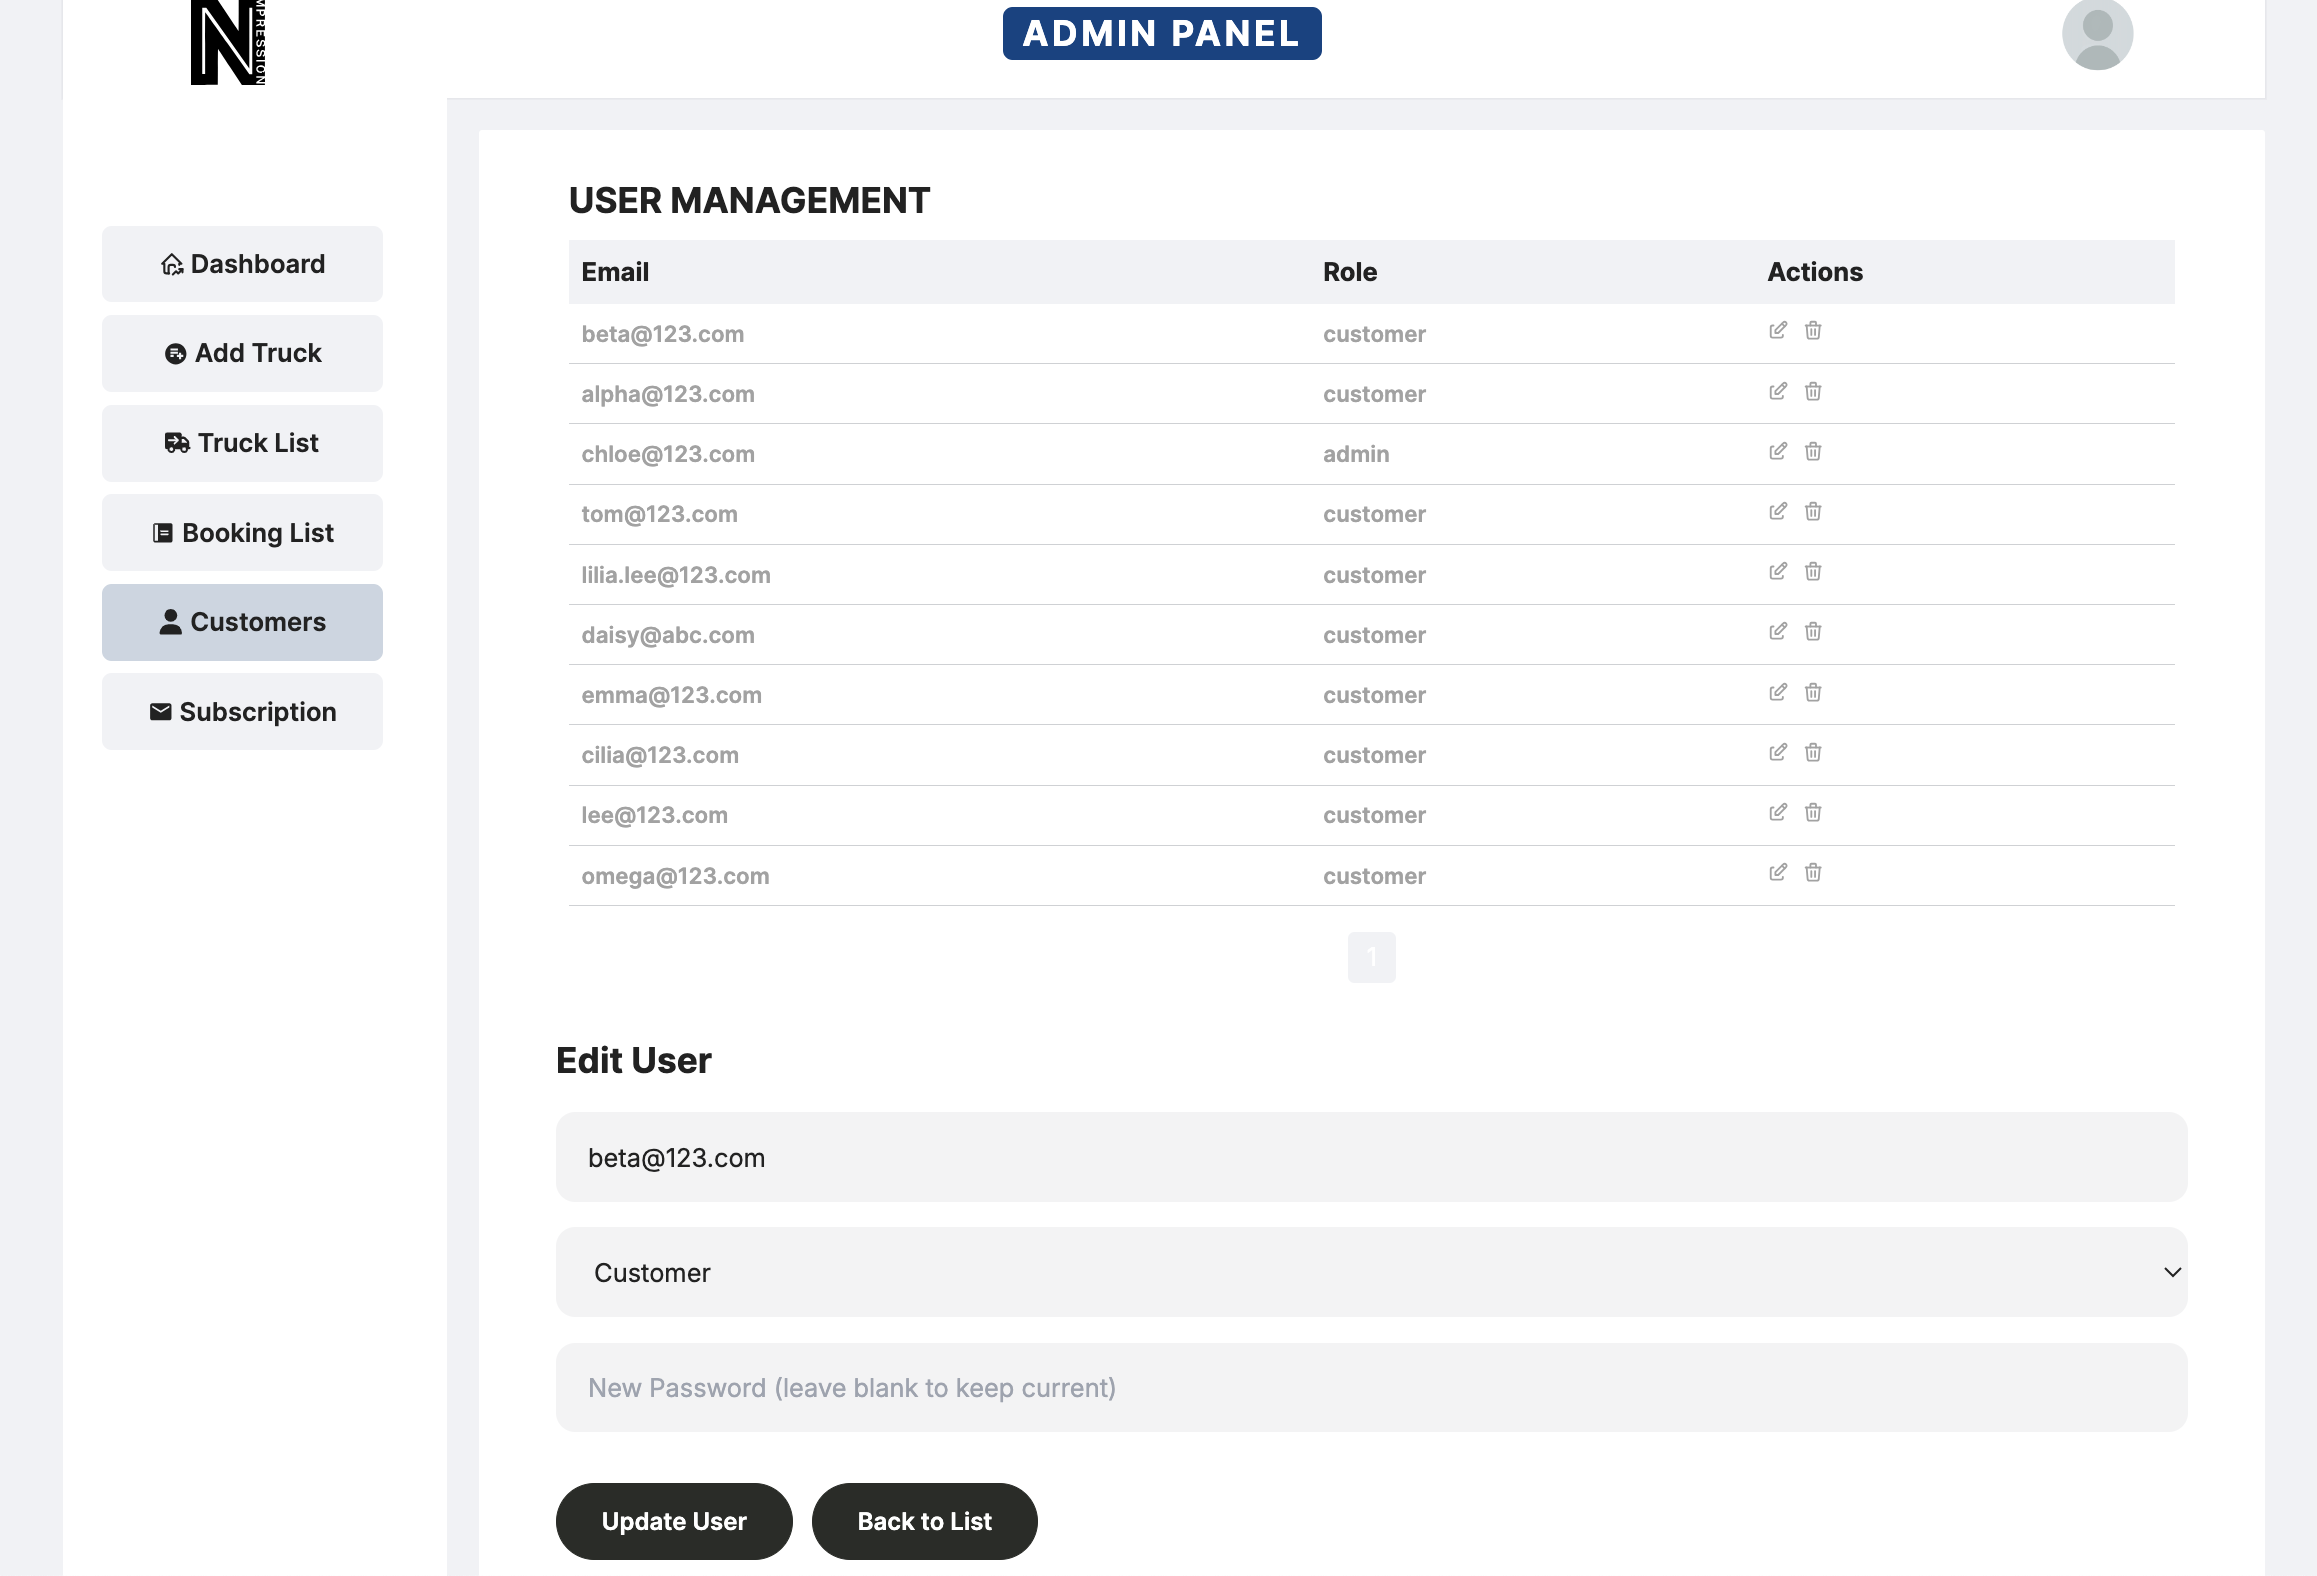 N
MPRESSION
ADMIN PANEL
Dashboard
Add Truck
Truck List
Booking List
Customers
Subscription
USER MANAGEMENT
Email Role Actions
beta@123.com customer
alpha@123.com customer
chloe@123.com admin
tom@123.com customer
lilia.lee@123.com customer
daisy@abc.com customer
emma@123.com customer
cilia@123.com customer
lee@123.com customer
omega@123.com customer
1
Edit User
beta@123.com
Customer
New Password (leave blank to keep current)
Update User Back to List